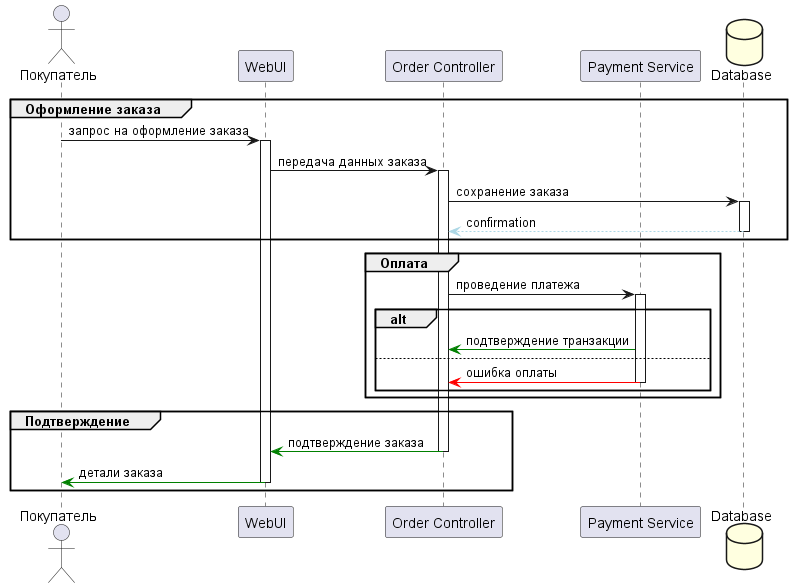 Покупатель
WebUI
Order Controller
Payment Service
Database
Оформление заказа
запрос на оформление заказа
передача данных заказа
сохранение заказа
confirmation
Оплата
проведение платежа
alt
подтверждение транзакции
ошибка оплаты
Подтверждение
подтверждение заказа
детали заказа
Покупатель
WebUI
Order Controller
Payment Service
Database